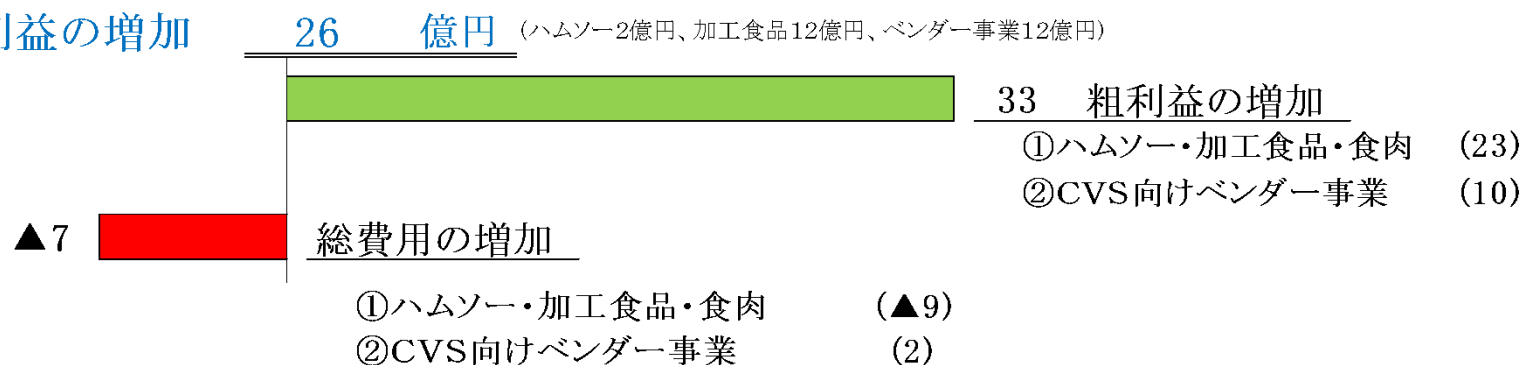 益の増加 26 億円 (ハムソー2億円、加工食品12億円、ベンダー事業12億円)
33 粗利益の増加
①ハムソー・加工食品・食肉 (23)
②CVS向けベンダー事業 (10)
▲7 総費用の増加
①ハムソー・加工食品・食肉 (▲9)
②CVS向けベンダー事業 (2)